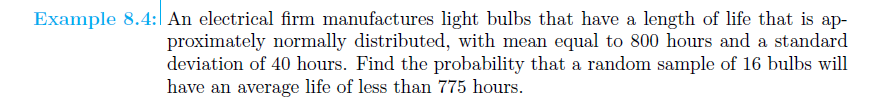 Example 8.4: An electrical firm manufactures light bulbs that have a length of life that is ap-
proximately normally distributed, with mean equal to 800 hours and a standard
deviation of 40 hours. Find the probability that a random sample of 16 bulbs will
have an average life of less than 775 hours.